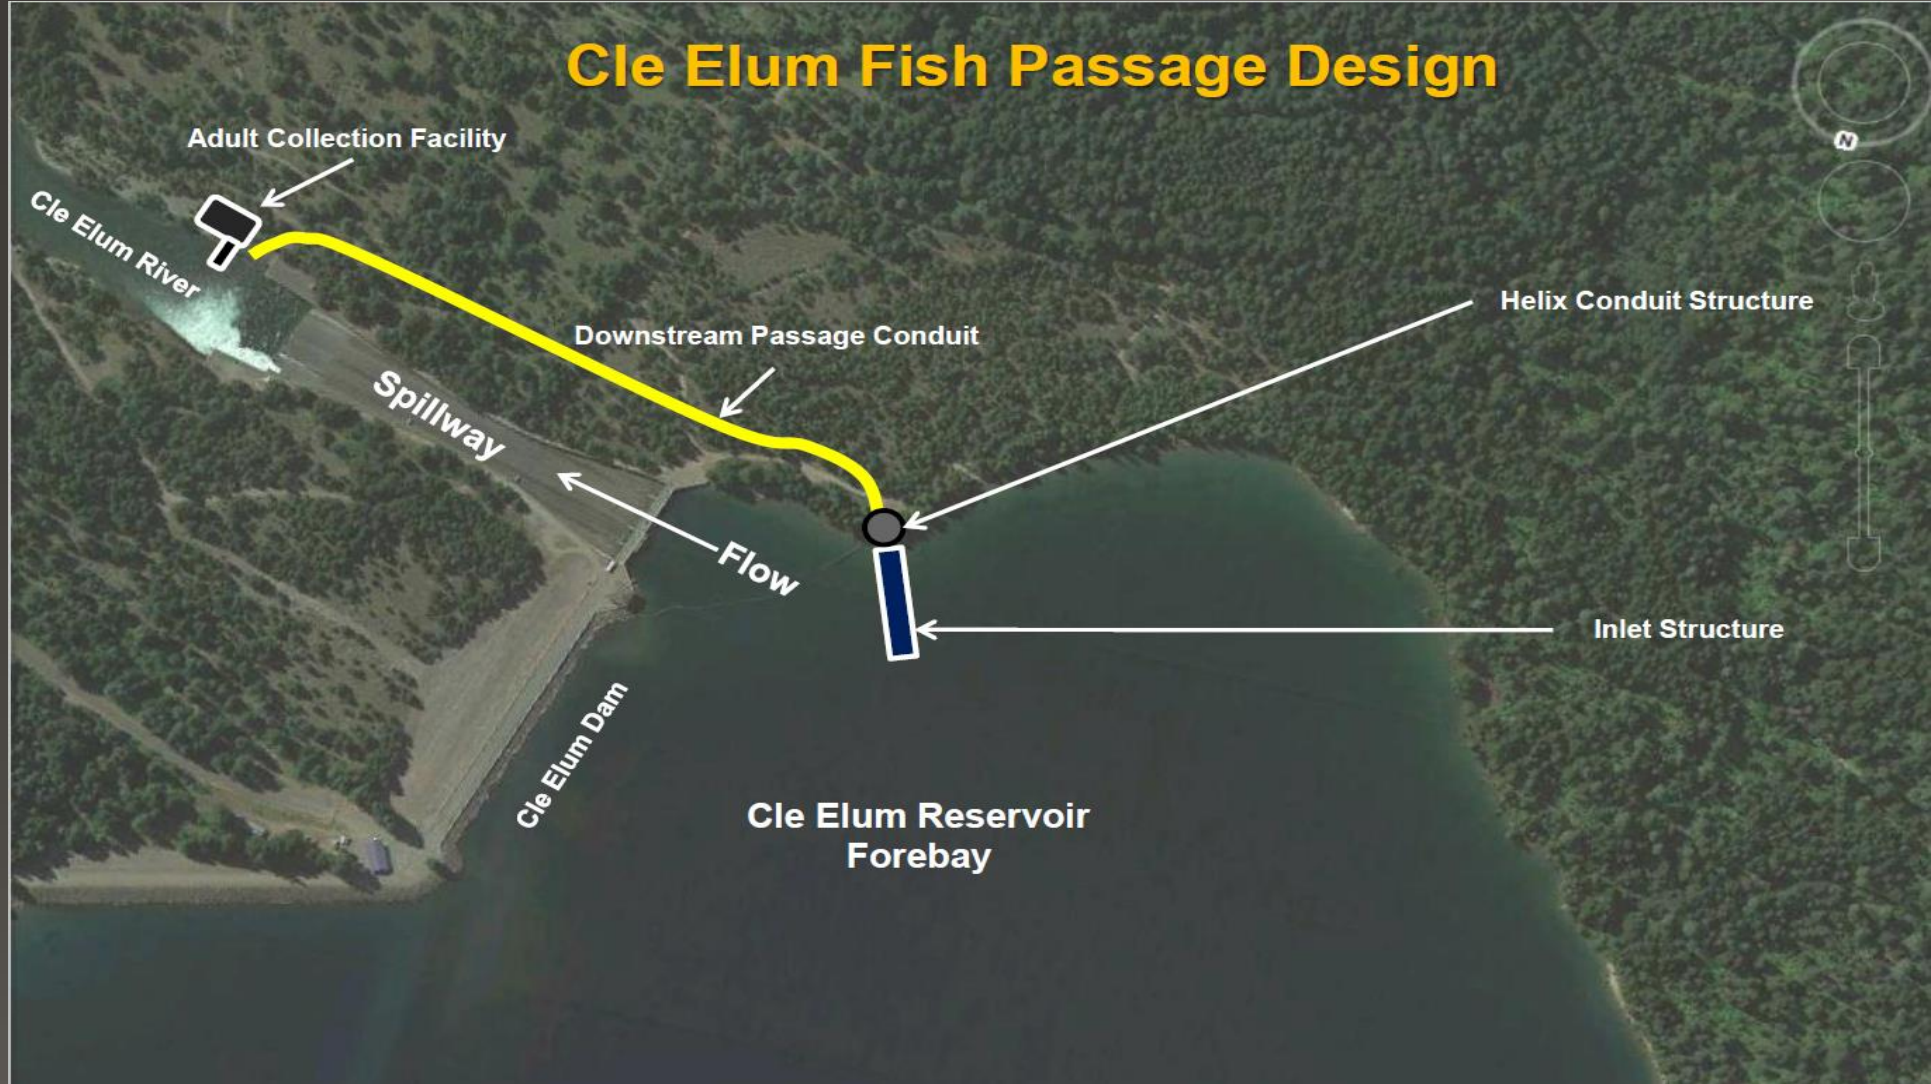 Cle Elum Fish Passage Design
Adult Collection Facility
N
Cle Elum River
Helix Conduit Structure
Downstream Passage Conduit
Spillway
Flow
Inlet Structure
Cle Elum Dam
Cle Elum Reservoir
Forebay